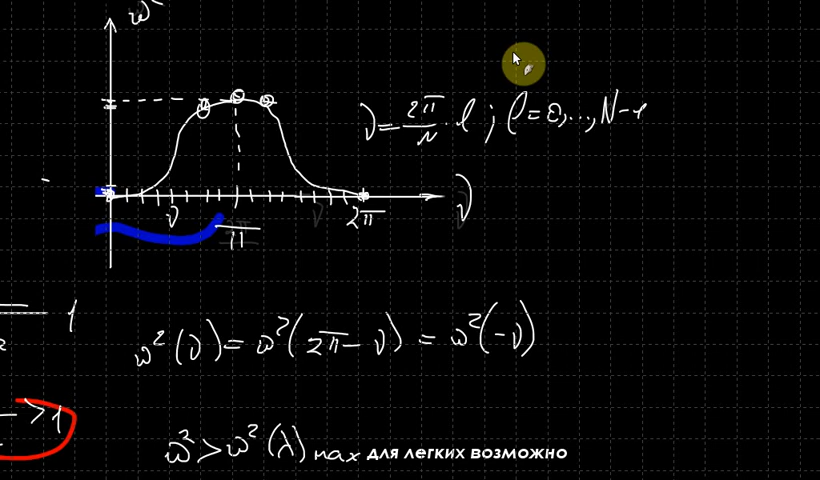 ω²
ν = 2π/N · l ; l = 0, ..., N-1
ν π 2π ν
1
ω²(ν) = ω²(2π - ν) = ω²(-ν)
> 1
ω² > ω²(λ) max для легких возможно